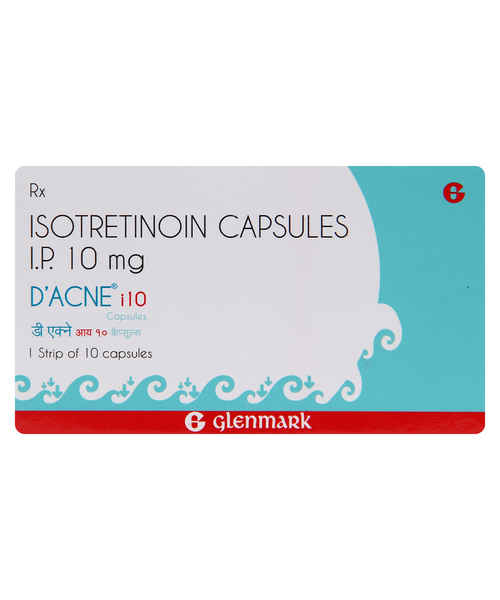 Rx
ISOTRETINOIN CAPSULES
I.P. 10 mg
D'ACNE® i10
Capsules
डी एक्ने आय १० कैप्सूल्स
1 Strip of 10 capsules
G GLENMARK